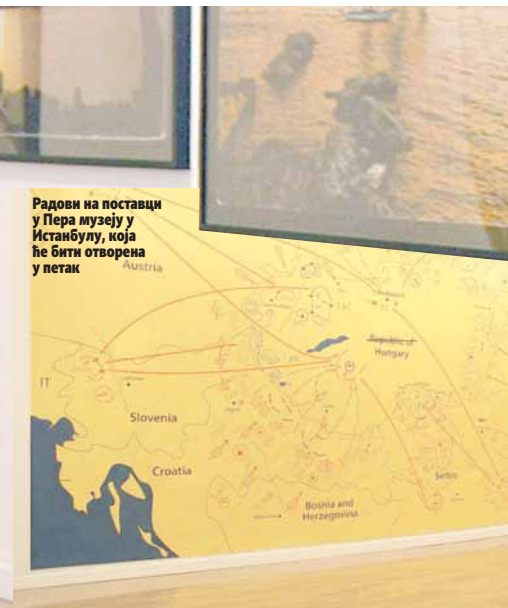 Радови на поставци
у Пера музеју у
Истанбулу, која
ће бити отворена
у петак
Austria
Republic of
Hungary
IT
Slovenia
Croatia
Serbia
Bosnia and
Herzegovina